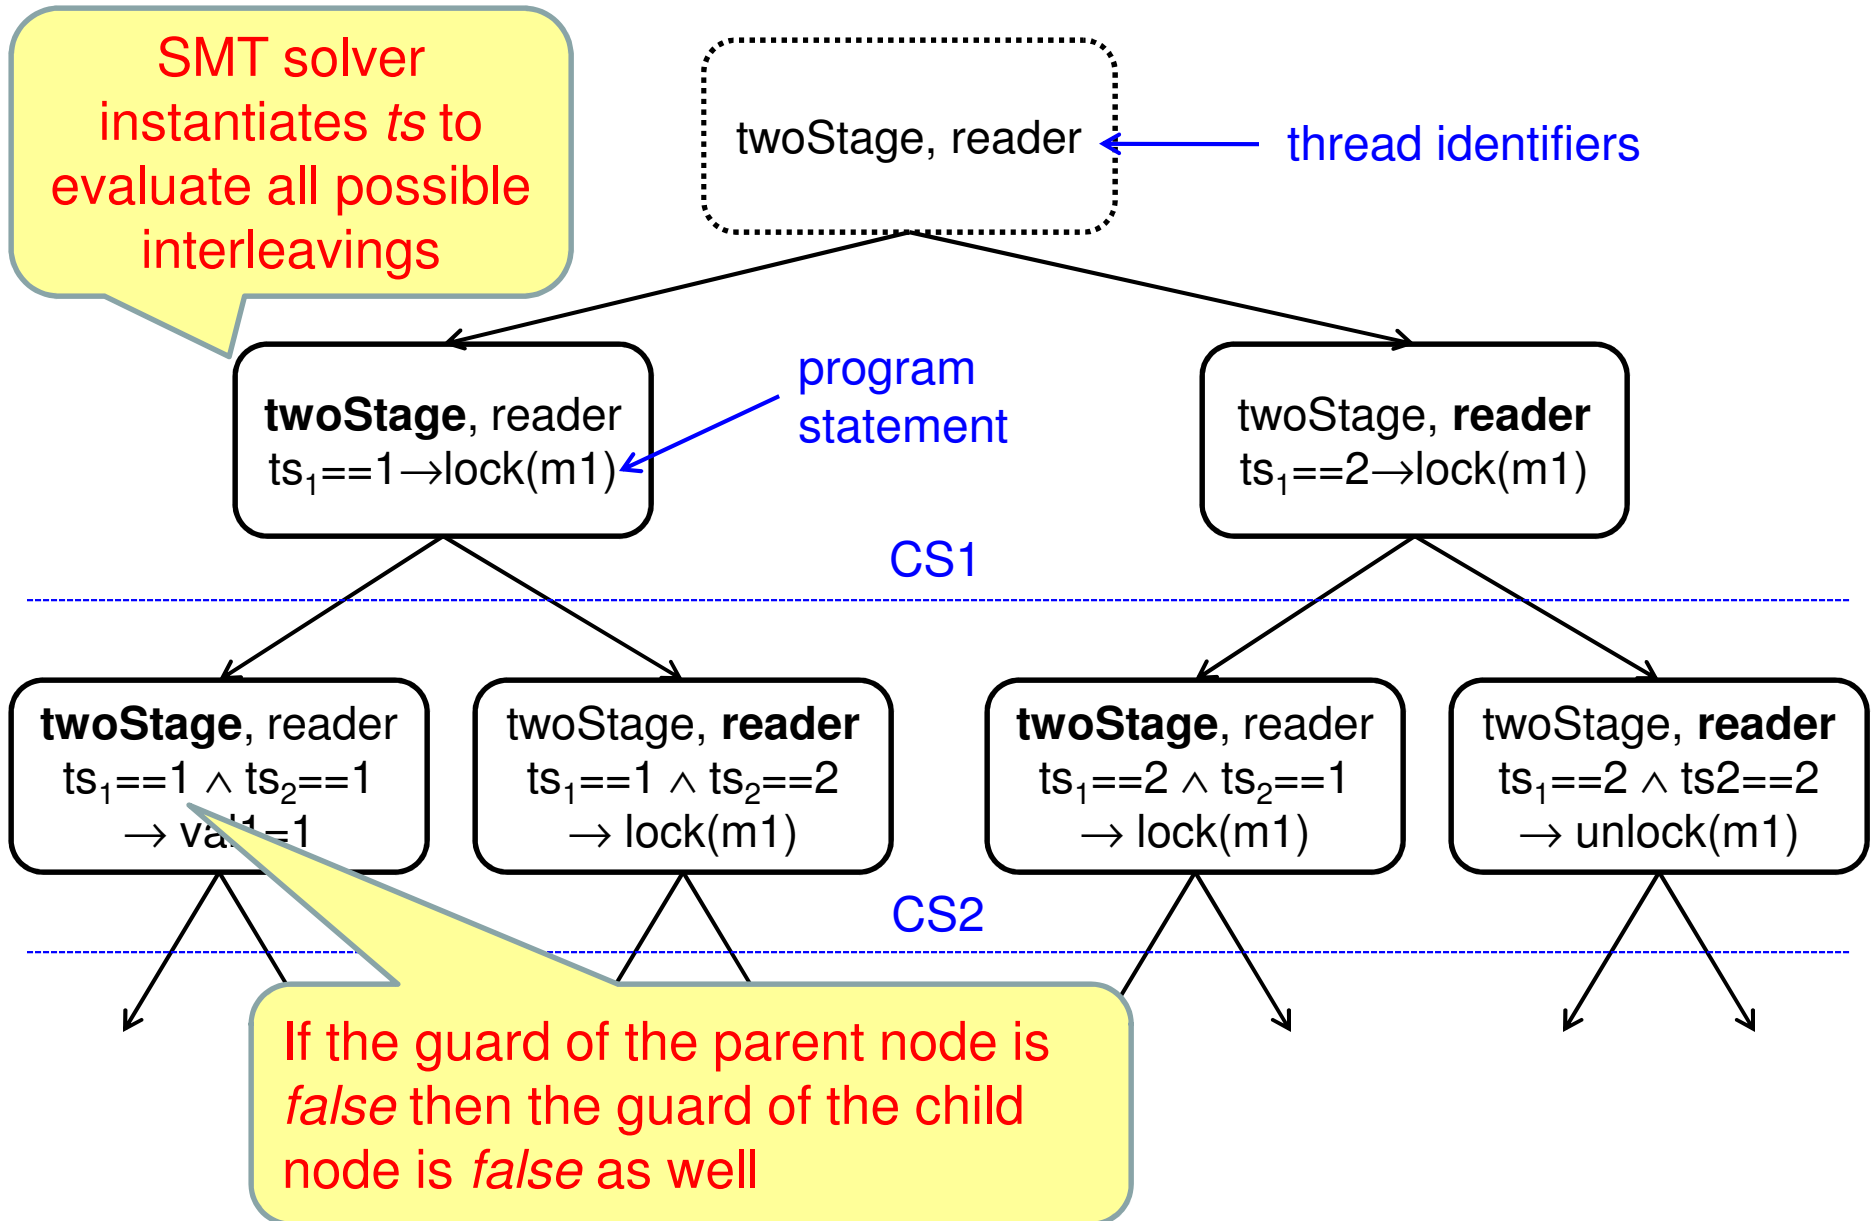 SMT solver
instantiates ts to
evaluate all possible
interleavings
twoStage, reader
thread identifiers
twoStage, reader
ts₁==1→lock(m1)
program
statement
twoStage, reader
ts₁==2→lock(m1)
CS1
twoStage, reader
ts₁==1 ∧ ts₂==1
→ val1=1
twoStage, reader
ts₁==1 ∧ ts₂==2
→ lock(m1)
twoStage, reader
ts₁==2 ∧ ts₂==1
→ lock(m1)
twoStage, reader
ts₁==2 ∧ ts2==2
→ unlock(m1)
CS2
If the guard of the parent node is
false then the guard of the child
node is false as well